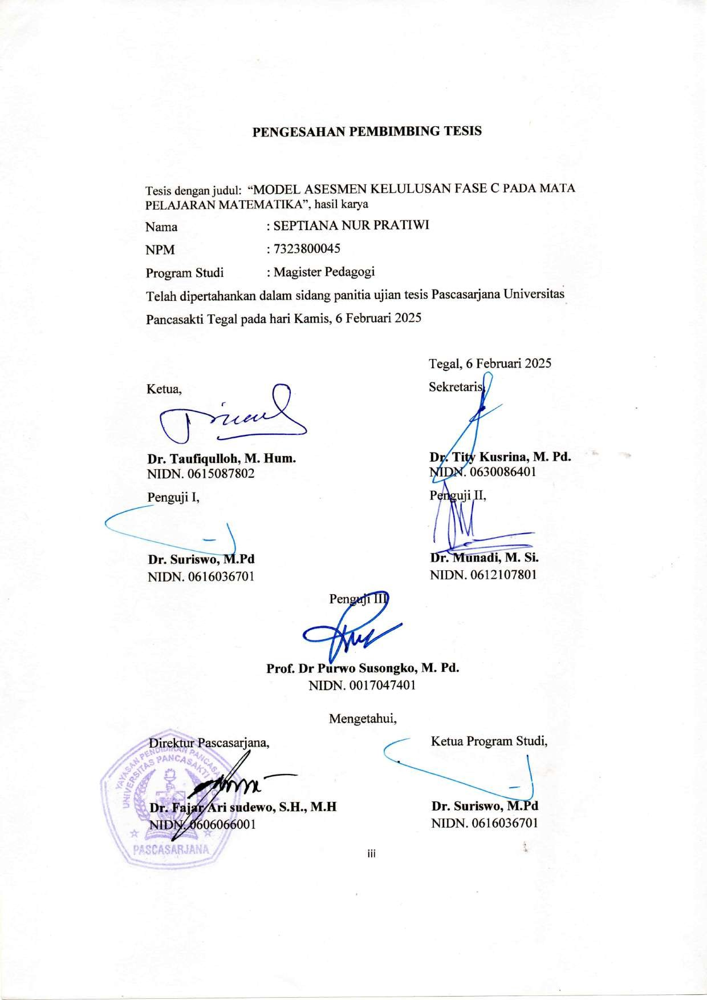 PENGESAHAN PEMBIMBING TESIS
Tesis dengan judul: “MODEL ASESMEN KELULUSAN FASE C PADA MATA
PELAJARAN MATEMATIKA”, hasil karya
Nama : SEPTIANA NUR PRATIWI
NPM : 7323800045
Program Studi : Magister Pedagogi
Telah dipertahankan dalam sidang panitia ujian tesis Pascasarjana Universitas
Pancasakti Tegal pada hari Kamis, 6 Februari 2025
Tegal, 6 Februari 2025
Ketua, Sekretaris,
Dr. Taufiqulloh, M. Hum. Dr. Tity Kusrina, M. Pd.
NIDN. 0615087802 NIDN. 0630086401
Penguji I, Penguji II,
Dr. Suriswo, M.Pd Dr. Munadi, M. Si.
NIDN. 0616036701 NIDN. 0612107801
Penguji III
Prof. Dr Purwo Susongko, M. Pd.
NIDN. 0017047401
Mengetahui,
Direktur Pascasarjana, Ketua Program Studi,
YAYASAN PENDIDIKAN PANCASAKTI
UNIVERSITAS PANCASAKTI
Dr. Fajar Ari sudewo, S.H., M.H Dr. Suriswo, M.Pd
NIDN. 0606066001 NIDN. 0616036701
PASCASARJANA
iii